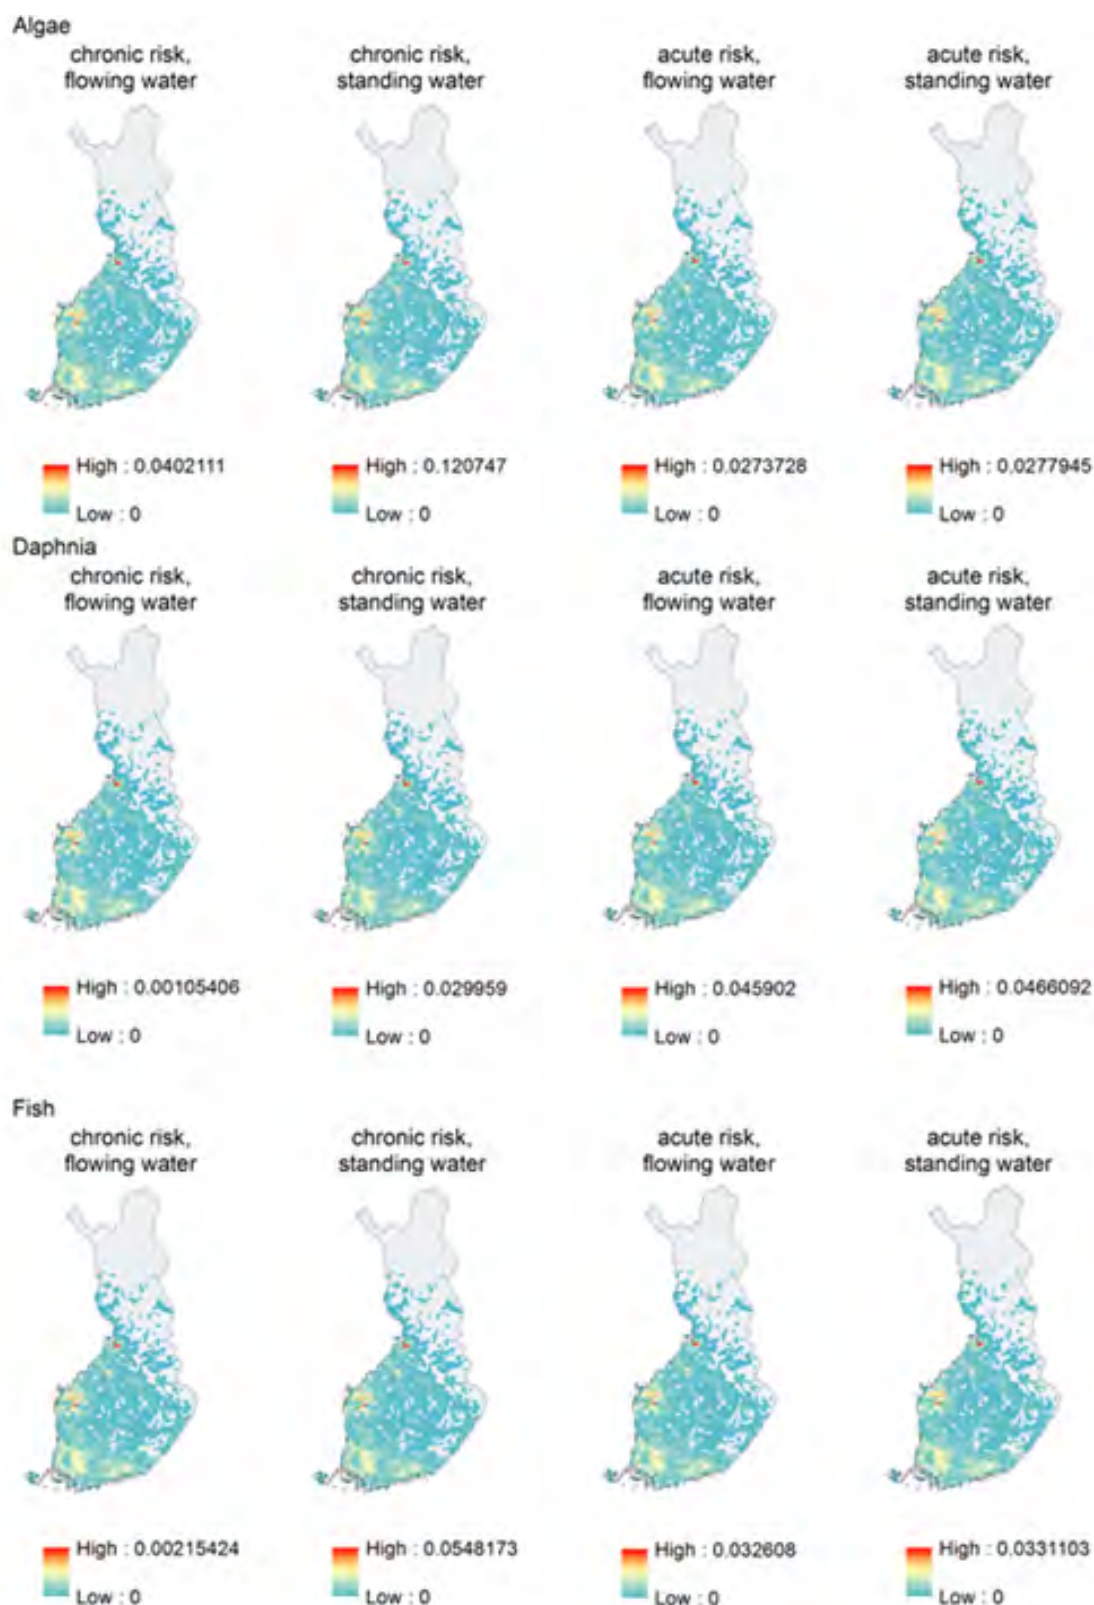 Algae
chronic risk,
flowing water
chronic risk,
standing water
acute risk,
flowing water
acute risk,
standing water
High : 0.0402111
Low : 0
High : 0.120747
Low : 0
High : 0.0273728
Low : 0
High : 0.0277945
Low : 0
Daphnia
chronic risk,
flowing water
chronic risk,
standing water
acute risk,
flowing water
acute risk,
standing water
High : 0.00105406
Low : 0
High : 0.029959
Low : 0
High : 0.045902
Low : 0
High : 0.0466092
Low : 0
Fish
chronic risk,
flowing water
chronic risk,
standing water
acute risk,
flowing water
acute risk,
standing water
High : 0.00215424
Low : 0
High : 0.0548173
Low : 0
High : 0.032608
Low : 0
High : 0.0331103
Low : 0